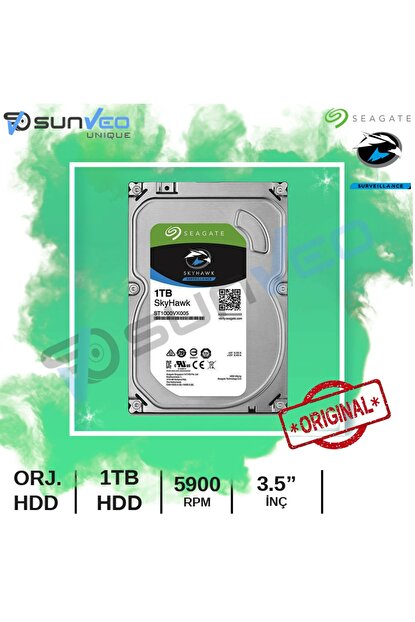 SUNVEO
UNIQUE
SEAGATE
SURVEILLANCE
SEAGATE
SKYHAWK
SURVEILLANCE
1TB
SkyHawk
ST1000VX005
*ORIGINAL*
ORJ. HDD
1TB HDD
5900 RPM
3.5” İNÇ